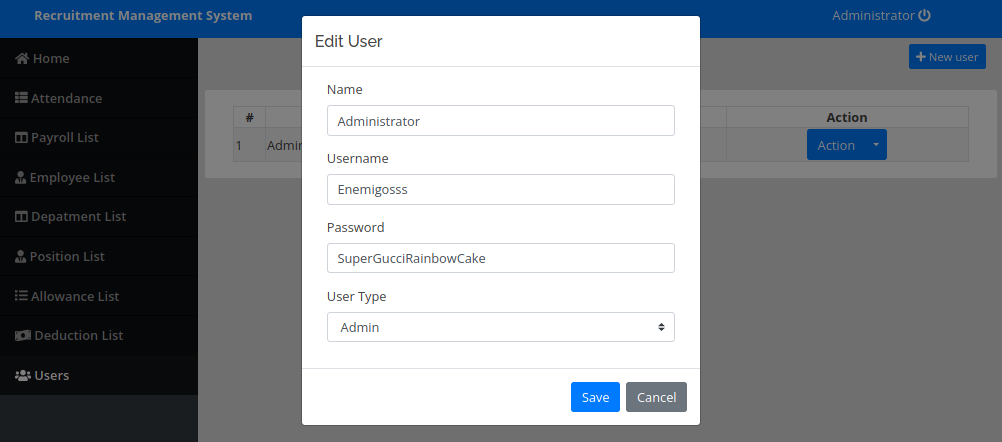 Recruitment Management System
Administrator
Home
Attendance
Payroll List
Employee List
Depatment List
Position List
Allowance List
Deduction List
Users
New user
#
Action
1
Admin
Action
Edit User
Name
Administrator
Username
Enemigosss
Password
SuperGucciRainbowCake
User Type
Admin
Save
Cancel